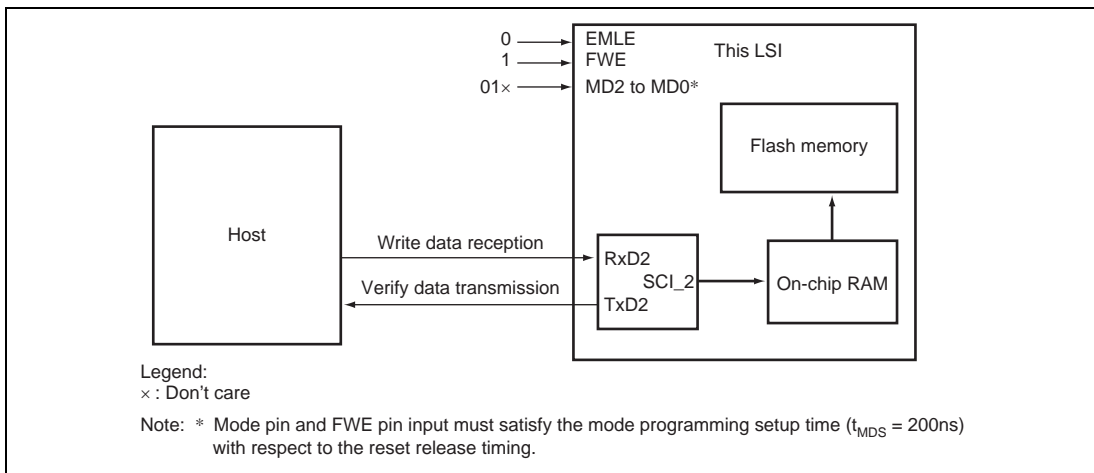 0
EMLE
This LSI
1
FWE
01×
MD2 to MD0*
Flash memory
Host
Write data reception
RxD2
SCI_2
On-chip RAM
Verify data transmission
TxD2
Legend:
× : Don't care
Note: * Mode pin and FWE pin input must satisfy the mode programming setup time (tMDS = 200ns)
with respect to the reset release timing.